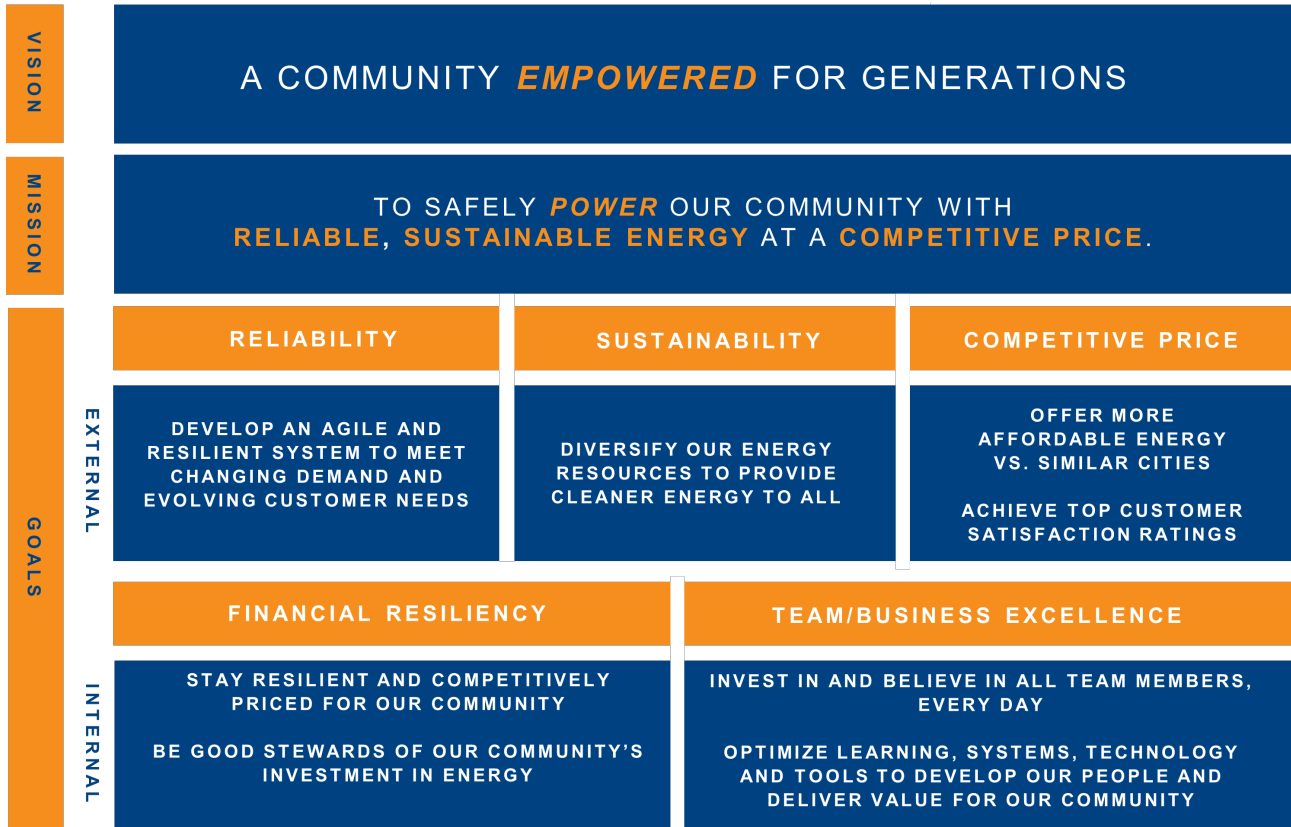 VISION
A COMMUNITY EMPOWERED FOR GENERATIONS
MISSION
TO SAFELY POWER OUR COMMUNITY WITH
RELIABLE, SUSTAINABLE ENERGY AT A COMPETITIVE PRICE.
GOALS
EXTERNAL
RELIABILITY
DEVELOP AN AGILE AND
RESILIENT SYSTEM TO MEET
CHANGING DEMAND AND
EVOLVING CUSTOMER NEEDS
SUSTAINABILITY
DIVERSIFY OUR ENERGY
RESOURCES TO PROVIDE
CLEANER ENERGY TO ALL
COMPETITIVE PRICE
OFFER MORE
AFFORDABLE ENERGY
VS. SIMILAR CITIES
ACHIEVE TOP CUSTOMER
SATISFACTION RATINGS
INTERNAL
FINANCIAL RESILIENCY
STAY RESILIENT AND COMPETITIVELY
PRICED FOR OUR COMMUNITY
BE GOOD STEWARDS OF OUR COMMUNITY’S
INVESTMENT IN ENERGY
TEAM/BUSINESS EXCELLENCE
INVEST IN AND BELIEVE IN ALL TEAM MEMBERS,
EVERY DAY
OPTIMIZE LEARNING, SYSTEMS, TECHNOLOGY
AND TOOLS TO DEVELOP OUR PEOPLE AND
DELIVER VALUE FOR OUR COMMUNITY